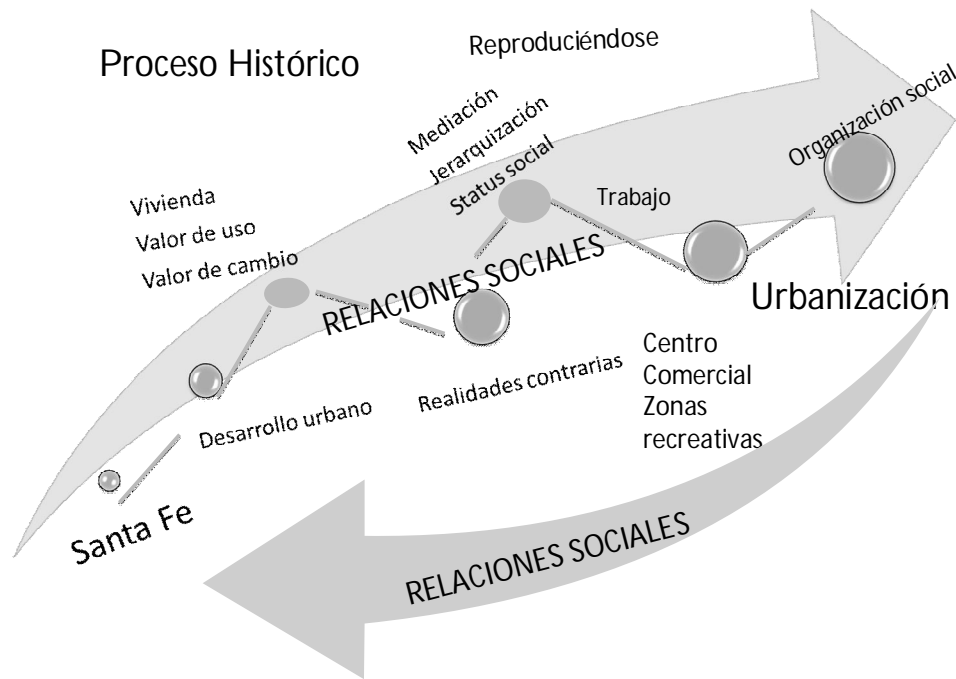 Proceso Histórico
Reproduciéndose
Mediación
Jerarquización
Status social
Organización social
Vivienda
Valor de uso
Valor de cambio
Trabajo
RELACIONES SOCIALES
Urbanización
Centro
Comercial
Zonas
recreativas
Realidades contrarias
Desarrollo urbano
Santa Fe
RELACIONES SOCIALES